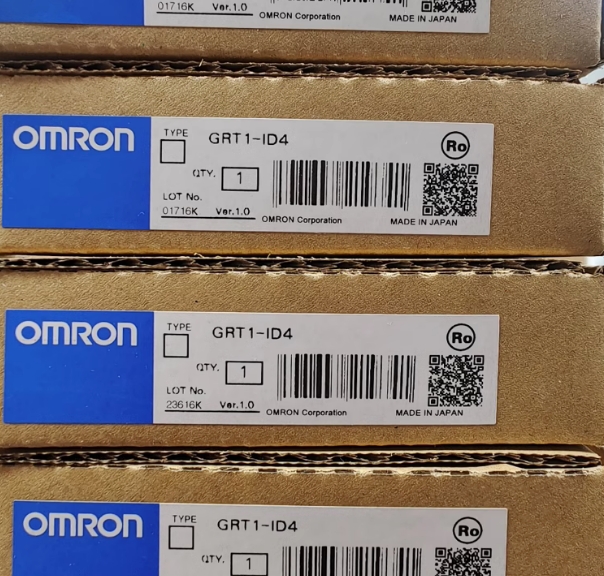 01716K Ver.1.0
OMRON Corporation MADE IN JAPAN
OMRON
TYPE GRT1-ID4
Ro
QTY. 1
LOT No.
01716K Ver.1.0
OMRON Corporation MADE IN JAPAN
OMRON
TYPE GRT1-ID4
Ro
QTY. 1
LOT No.
23616K Ver.1.0
OMRON Corporation MADE IN JAPAN
OMRON
TYPE GRT1-ID4
Ro
QTY. 1